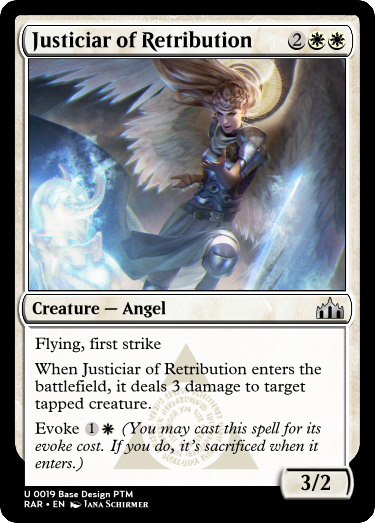 Justiciar of Retribution 2
Creature — Angel
Flying, first strike
When Justiciar of Retribution enters the
battlefield, it deals 3 damage to target
tapped creature.
Evoke 1 (You may cast this spell for its
evoke cost. If you do, it's sacrificed when it
enters.)
3/2
U 0019 Base Design PTM
RAR • EN Jana Schirmer